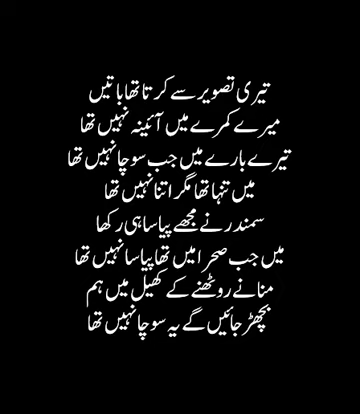 تیری تصویر سے کرتا تھا باتیں
میرے کمرے میں آئینہ نہیں تھا
تیرے بارے میں جب سوچا نہیں تھا
میں تنہا تھا مگر اتنا نہیں تھا
سمندر نے مجھے پیاسا ہی رکھا
میں جب صحرا میں تھا پیاسا نہیں تھا
منانے روٹھنے کے کھیل میں ہم
بچھڑ جائیں گے یہ سوچا نہیں تھا